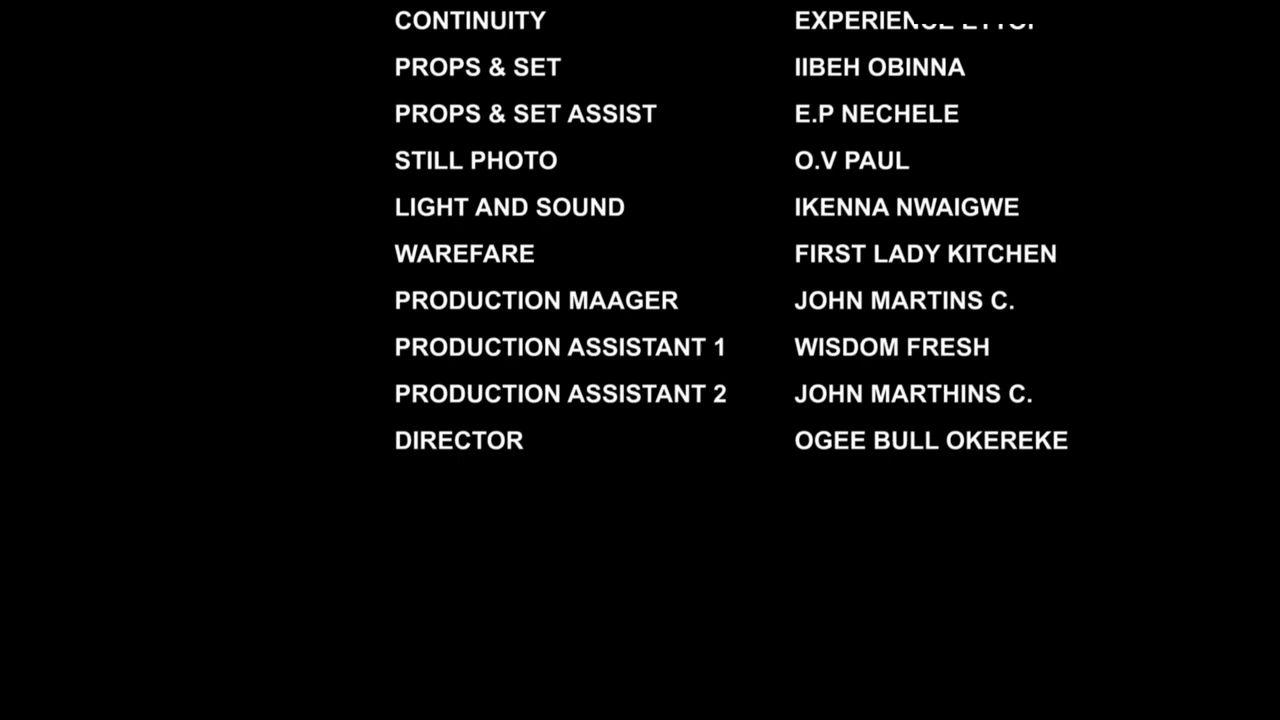 CONTINUITY
PROPS & SET IIBEH OBINNA
PROPS & SET ASSIST E.P NECHELE
STILL PHOTO O.V PAUL
LIGHT AND SOUND IKENNA NWAIGWE
WAREFARE FIRST LADY KITCHEN
PRODUCTION MAAGER JOHN MARTINS C.
PRODUCTION ASSISTANT 1 WISDOM FRESH
PRODUCTION ASSISTANT 2 JOHN MARTHINS C.
DIRECTOR OGEE BULL OKEREKE